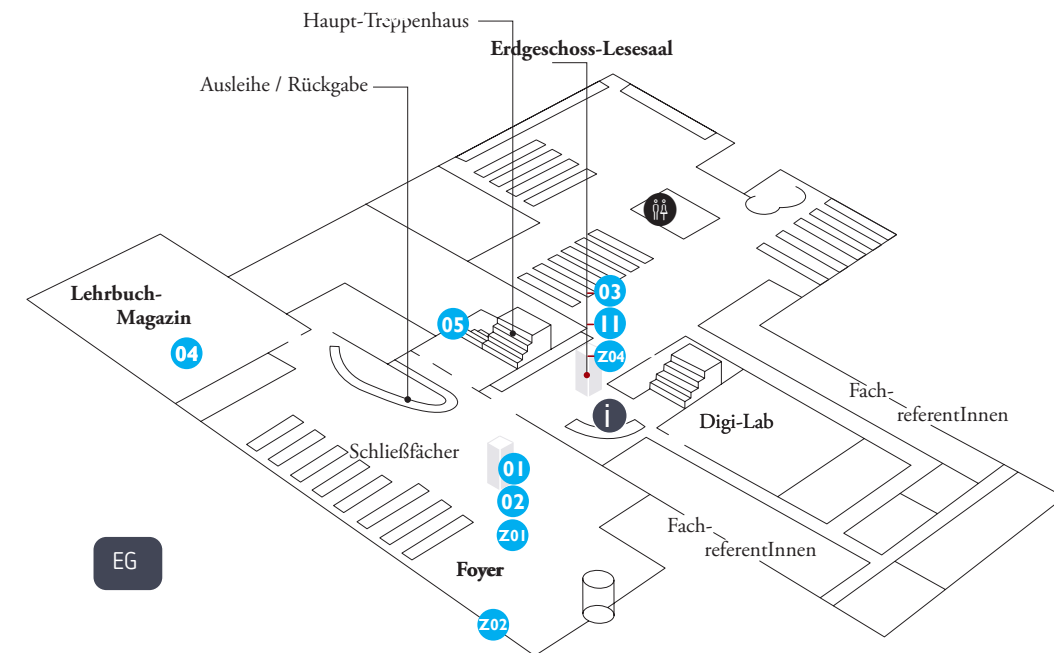 Haupt-Treppenhaus
Erdgeschoss-Lesesaal
Ausleihe / Rückgabe
03
Lehrbuch-
Magazin
05
11
04
Z04
Fach-
referentInnen
i
Digi-Lab
Schließfächer
01
02
Fach-
referentInnen
Z01
EG
Foyer
Z02